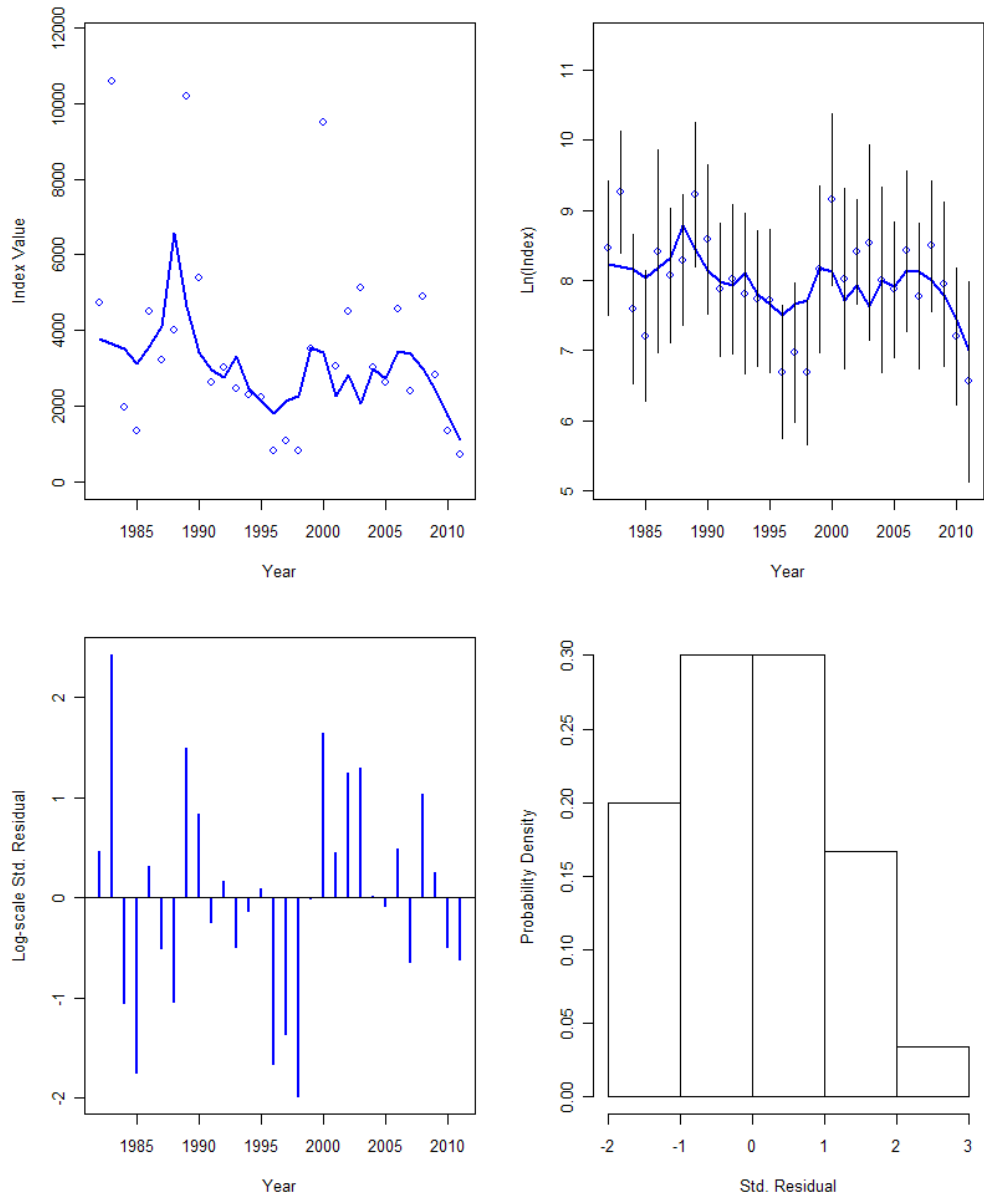 12000
10000
8000
6000
4000
2000
0
Index Value
1985 1990 1995 2000 2005 2010
Year
11
10
9
8
7
6
5
Ln(Index)
1985 1990 1995 2000 2005 2010
Year
2
1
0
-1
-2
Log-scale Std. Residual
1985 1990 1995 2000 2005 2010
Year
0.30
0.25
0.20
0.15
0.10
0.05
0.00
Probability Density
-2 -1 0 1 2 3
Std. Residual